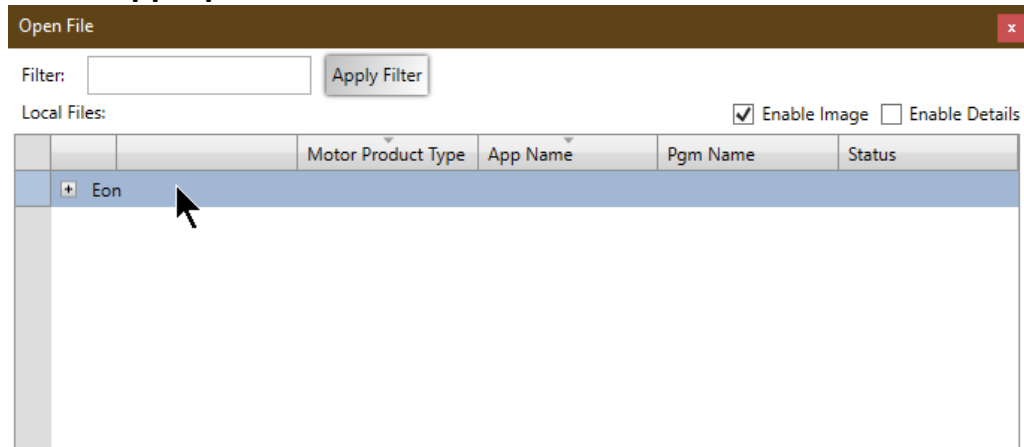 Open File x
Filter: Apply Filter
Local Files: Enable Image Enable Details
Motor Product Type App Name Pgm Name Status
Eon